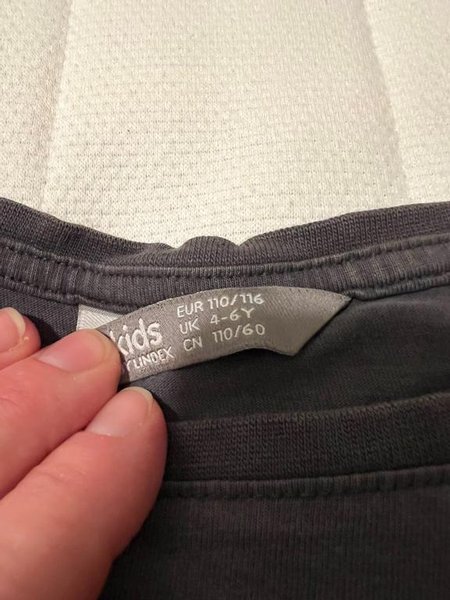 kids
LINDEX
EUR 110/116
UK 4-6Y
CN 110/60